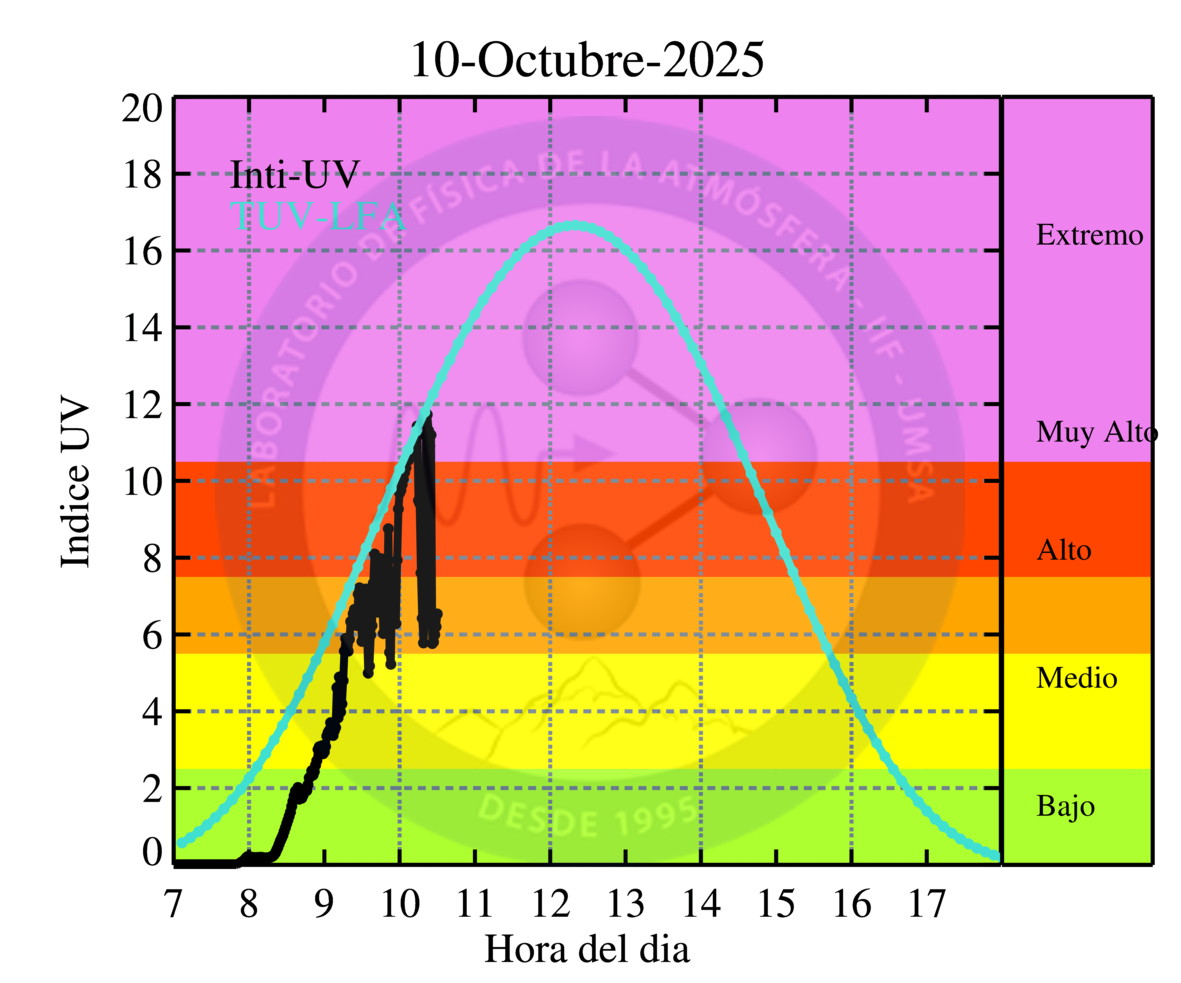 10-Octubre-2025
20
18
16
14
12
10
8
6
4
2
0
Indice UV
Inti-UV
TUV-LFA
LABORATORIO DE FÍSICA DE LA ATMÓSFERA - IIF - UMSA
DESDE 1995
Extremo
Muy Alto
Alto
Medio
Bajo
7 8 9 10 11 12 13 14 15 16 17
Hora del dia